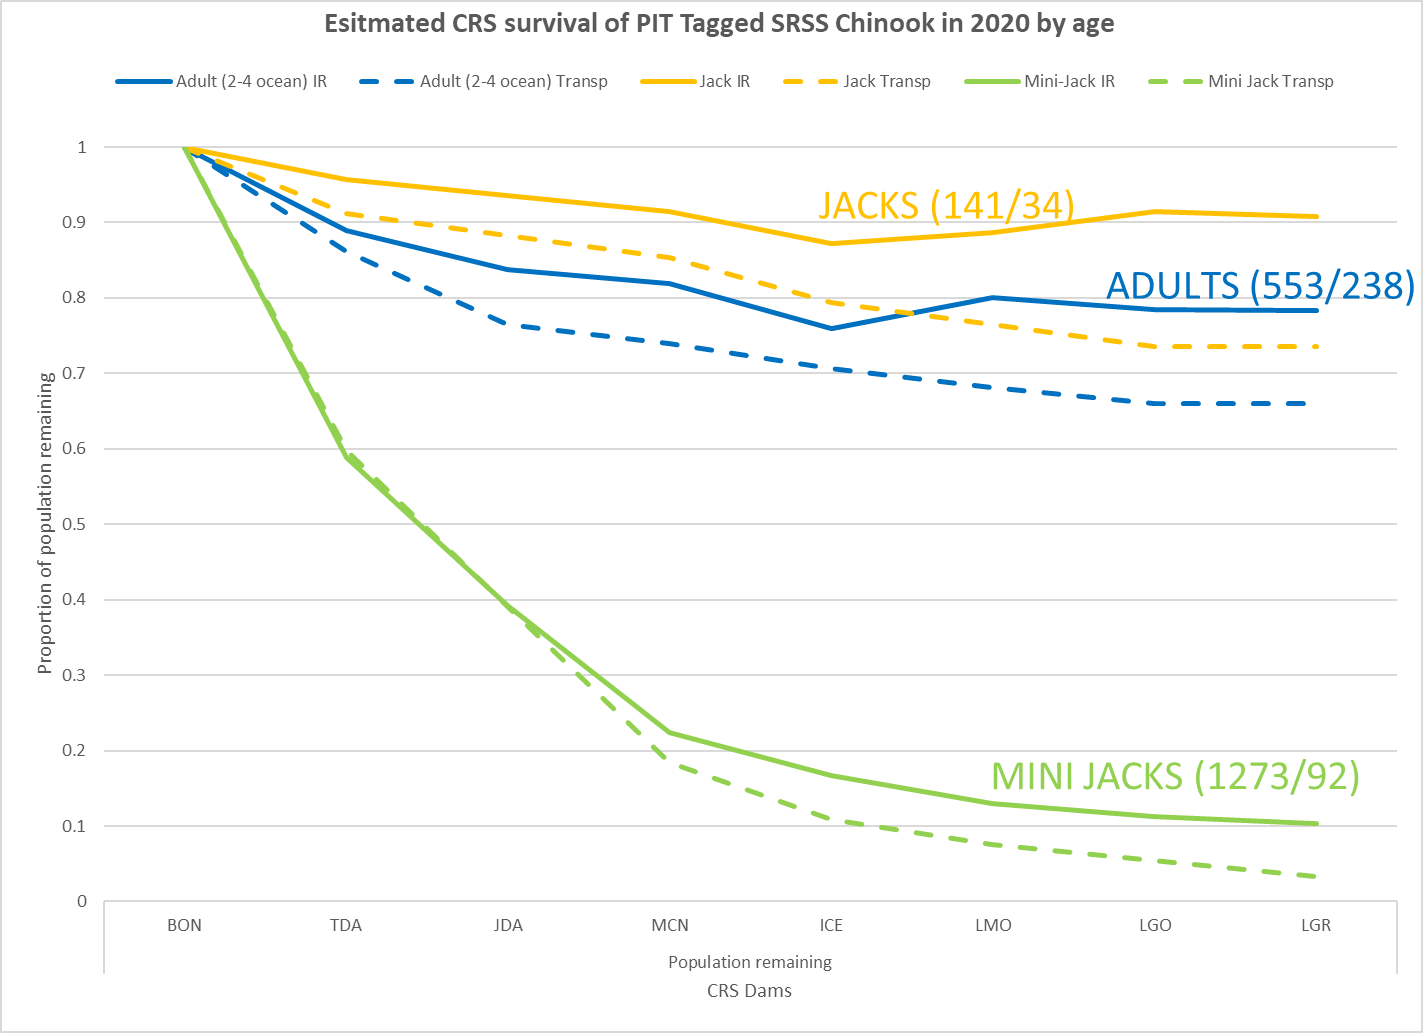 Esitmated CRS survival of PIT Tagged SRSS Chinook in 2020 by age
Adult (2-4 ocean) IR
Adult (2-4 ocean) Transp
Jack IR
Jack Transp
Mini-Jack IR
Mini Jack Transp
Proportion of population remaining
1
0.9
0.8
0.7
0.6
0.5
0.4
0.3
0.2
0.1
0
JACKS (141/34)
ADULTS (553/238)
MINI JACKS (1273/92)
BON
TDA
JDA
MCN
ICE
LMO
LGO
LGR
Population remaining
CRS Dams